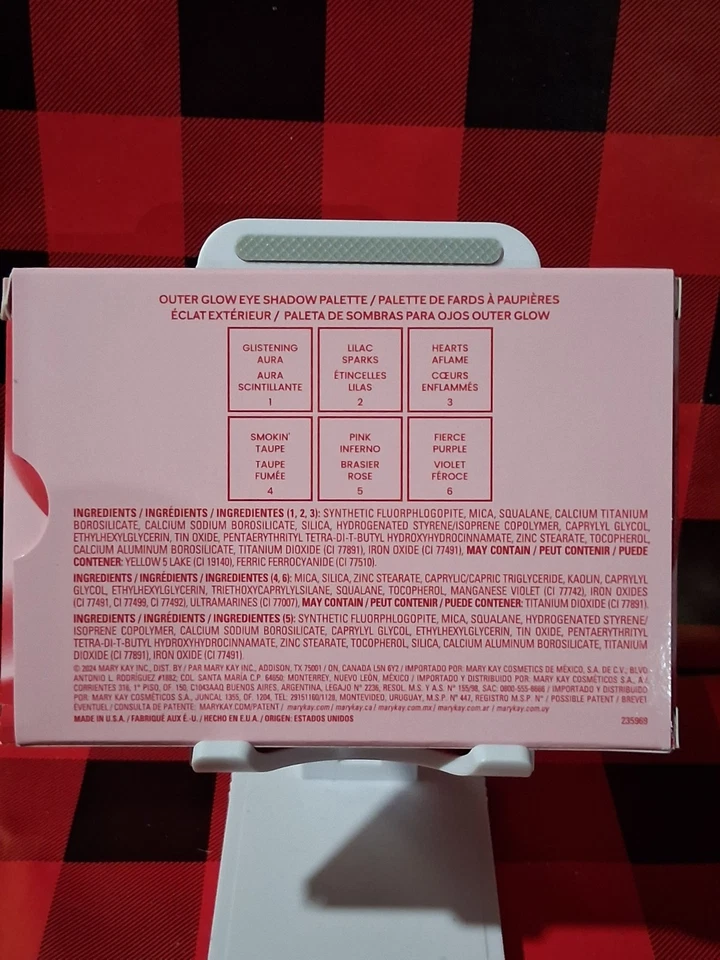 OUTER GLOW EYE SHADOW PALETTE / PALETTE DE FARDS À PAUPIÈRES
ÉCLAT EXTÉRIEUR / PALETA DE SOMBRAS PARA OJOS OUTER GLOW
GLISTENING
AURA
AURA
SCINTILLANTE
1
LILAC
SPARKS
ÉTINCELLES
LILAS
2
HEARTS
AFLAME
CŒURS
ENFLAMMÉS
3
SMOKIN'
TAUPE
TAUPE
FUMÉE
4
PINK
INFERNO
BRASIER
ROSE
5
FIERCE
PURPLE
VIOLET
FÉROCE
6
INGREDIENTS / INGRÉDIENTS / INGREDIENTES (1, 2, 3): SYNTHETIC FLUORPHLOGOPITE, MICA, SQUALANE, CALCIUM TITANIUM
BOROSILICATE, CALCIUM SODIUM BOROSILICATE, SILICA, HYDROGENATED STYRENE/ISOPRENE COPOLYMER, CAPRYLYL GLYCOL,
ETHYLHEXYLGLYCERIN, TIN OXIDE, PENTAERYTHRITYL TETRA-DI-T-BUTYL HYDROXYHYDROCINNAMATE, ZINC STEARATE, TOCOPHEROL,
CALCIUM ALUMINUM BOROSILICATE, TITANIUM DIOXIDE (CI 77891), IRON OXIDE (CI 77491), MAY CONTAIN / PEUT CONTENIR / PUEDE
CONTENER: YELLOW 5 LAKE (CI 19140), FERRIC FERROCYANIDE (CI 77510).
INGREDIENTS / INGRÉDIENTS / INGREDIENTES (4, 6): MICA, SILICA, ZINC STEARATE, CAPRYLIC/CAPRIC TRIGLYCERIDE, KAOLIN, CAPRYLYL
GLYCOL, ETHYLHEXYLGLYCERIN, TRIETHOXYCAPRYLYLSILANE, SQUALANE, TOCOPHEROL, MANGANESE VIOLET (CI 77742), IRON OXIDES
(CI 77491, CI 77499, CI 77492), ULTRAMARINES (CI 77007), MAY CONTAIN / PEUT CONTENIR / PUEDE CONTENER: TITANIUM DIOXIDE (CI 77891).
INGREDIENTS / INGRÉDIENTS / INGREDIENTES (5): SYNTHETIC FLUORPHLOGOPITE, MICA, SQUALANE, HYDROGENATED STYRENE/
ISOPRENE COPOLYMER, CALCIUM SODIUM BOROSILICATE, CAPRYLYL GLYCOL, ETHYLHEXYLGLYCERIN, TIN OXIDE, PENTAERYTHRITYL
TETRA-DI-T-BUTYL HYDROXYHYDROCINNAMATE, ZINC STEARATE, TOCOPHEROL, SILICA, CALCIUM ALUMINUM BOROSILICATE, TITANIUM
DIOXIDE (CI 77891), IRON OXIDE (CI 77491).
© 2024 MARY KAY INC., DIST. BY / PAR MARY KAY INC., ADDISON, TX 75001 / ON, CANADA L5N 6Y2 / IMPORTADO POR: MARY KAY COSMETICS DE MÉXICO, S.A. DE C.V., BLVD.
ANTONIO L. RODRÍGUEZ #1882; COL. SANTA MARÍA C.P. 64650; MONTERREY, NUEVO LEÓN, MÉXICO / IMPORTADO Y DISTRIBUIDO POR MARY KAY COSMÉTICOS S.A., A.:
CORRIENTES 316, 1° PISO, OF. 150, C1043AAQ BUENOS AIRES, ARGENTINA, LEGAJO N° 2236, RESOL. M.S. Y A.S. N° 155/98, SAC: 0800-555-6666 / IMPORTADO Y DISTRIBUIDO
POR: MARY KAY COSMÉTICOS S.A., JUNCAL 1355, OF. 1204, TEL. 29151180/1128, MONTEVIDEO, URUGUAY, M.S.P. N° 447, REGISTRO M.S.P. N° / POSSIBLE PATENT / BREVET
ÉVENTUEL / CONSULTA DE PATENTE: MARYKAY.COM/PATENT / marykay.com / marykay.ca / marykay.com.mx / marykay.com.ar / marykay.com.uy
MADE IN U.S.A. / FABRIQUÉ AUX É.-U. / HECHO EN E.U.A. / ORIGEN: ESTADOS UNIDOS
235969